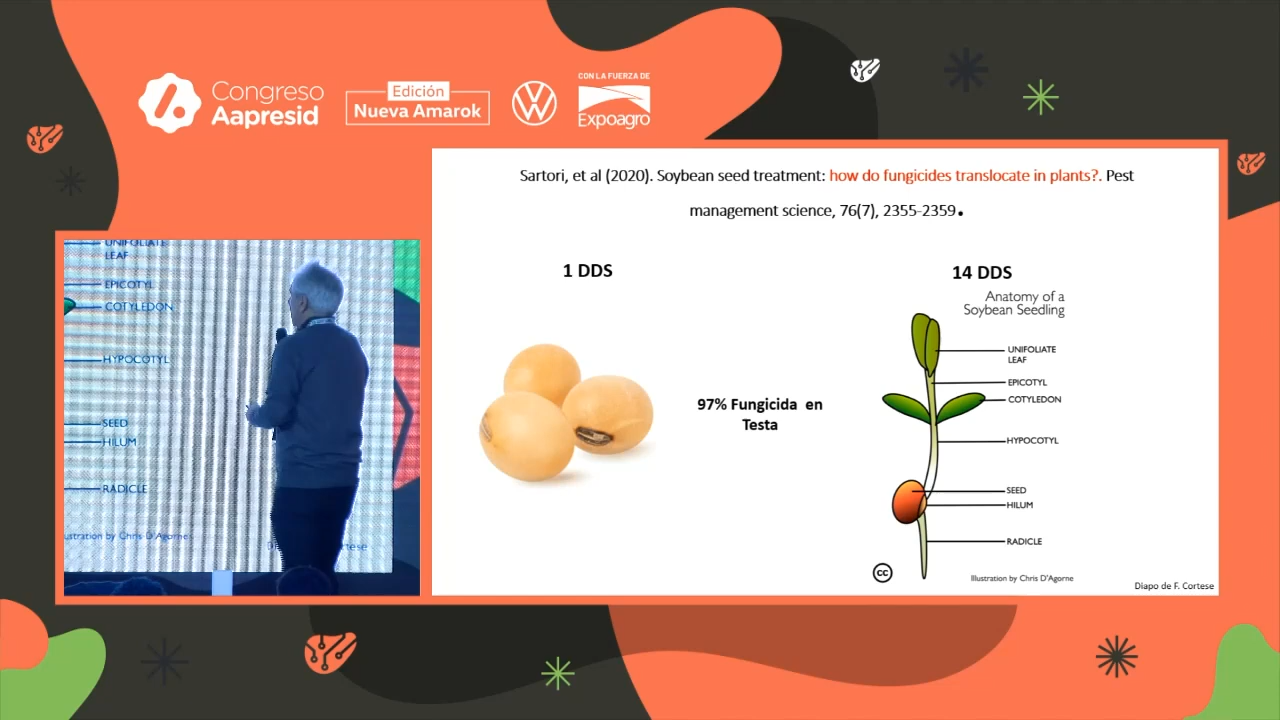 Congreso
Aapresid
Edición
Nueva Amarok
CON LA FUERZA DE
Expoagro
Sartori, et al (2020). Soybean seed treatment: how do fungicides translocate in plants?. Pest
management science, 76(7), 2355-2359.
1 DDS
14 DDS
Anatomy of a
Soybean Seedling
97% Fungicida en
Testa
UNIFOLIATE
LEAF
EPICOTYL
COTYLEDON
HYPOCOTYL
SEED
HILUM
RADICLE
cc
Illustration by Chris D'Agorne
Diapo de F. Cortese
UNIFOLIATE
LEAF
EPICOTYL
COTYLEDON
HYPOCOTYL
SEED
HILUM
RADICLE
ustration by Chris D'Agorne